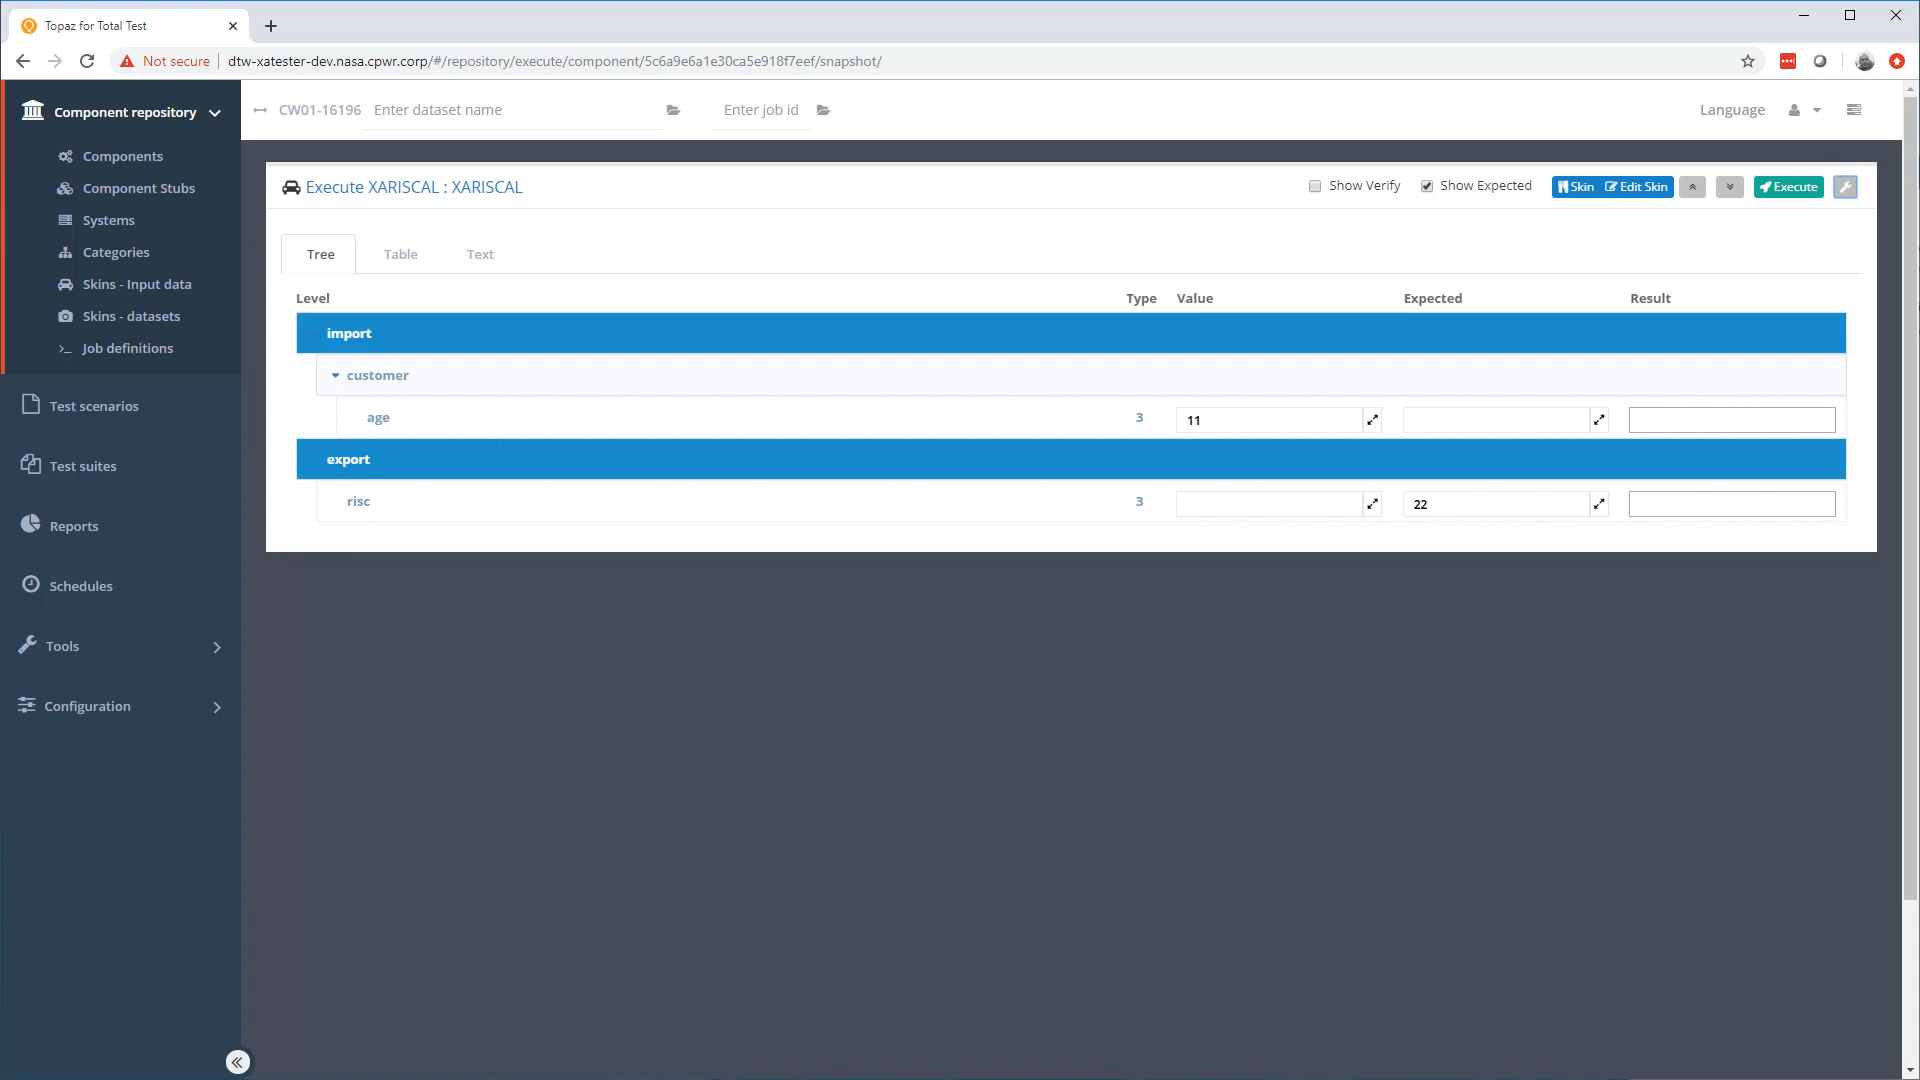 Topaz for Total Test
Not secure
dtw-xatester-dev.nasa.cpwr.corp/#/repository/execute/component/5c6a9e6a1e30ca5e918f7eef/snapshot/
Component repository
CW01-16196
Enter dataset name
Enter job id
Language
Components
Component Stubs
Systems
Categories
Skins - Input data
Skins - datasets
Job definitions
Test scenarios
Test suites
Reports
Schedules
Tools
Configuration
Execute XARISCAL : XARISCAL
Show Verify
Show Expected
Skin
Edit Skin
Execute
Tree
Table
Text
Level Type Value Expected Result
import
customer
age 3 11
export
risc 3 22